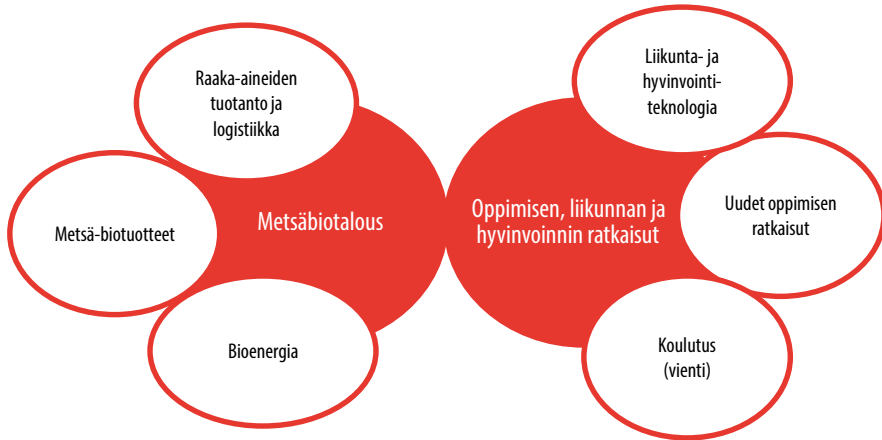 Raaka-aineiden
tuotanto ja
logistiikka
Metsä-biotuotteet
Metsäbiotalous
Bioenergia
Liikunta- ja
hyvinvointi-
teknologia
Oppimisen, liikunnan ja
hyvinvoinnin ratkaisut
Uudet oppimisen
ratkaisut
Koulutus
(vienti)